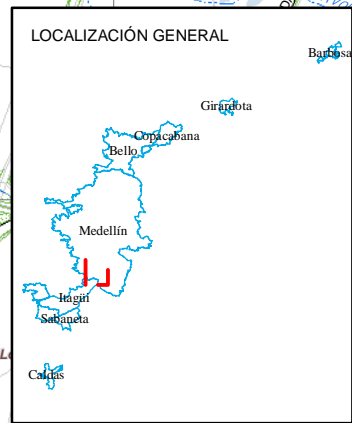 LOCALIZACIÓN GENERAL
Barbosa
Girardota
Copacabana
Bello
Medellín
Itagüí
Sabaneta
Caldas